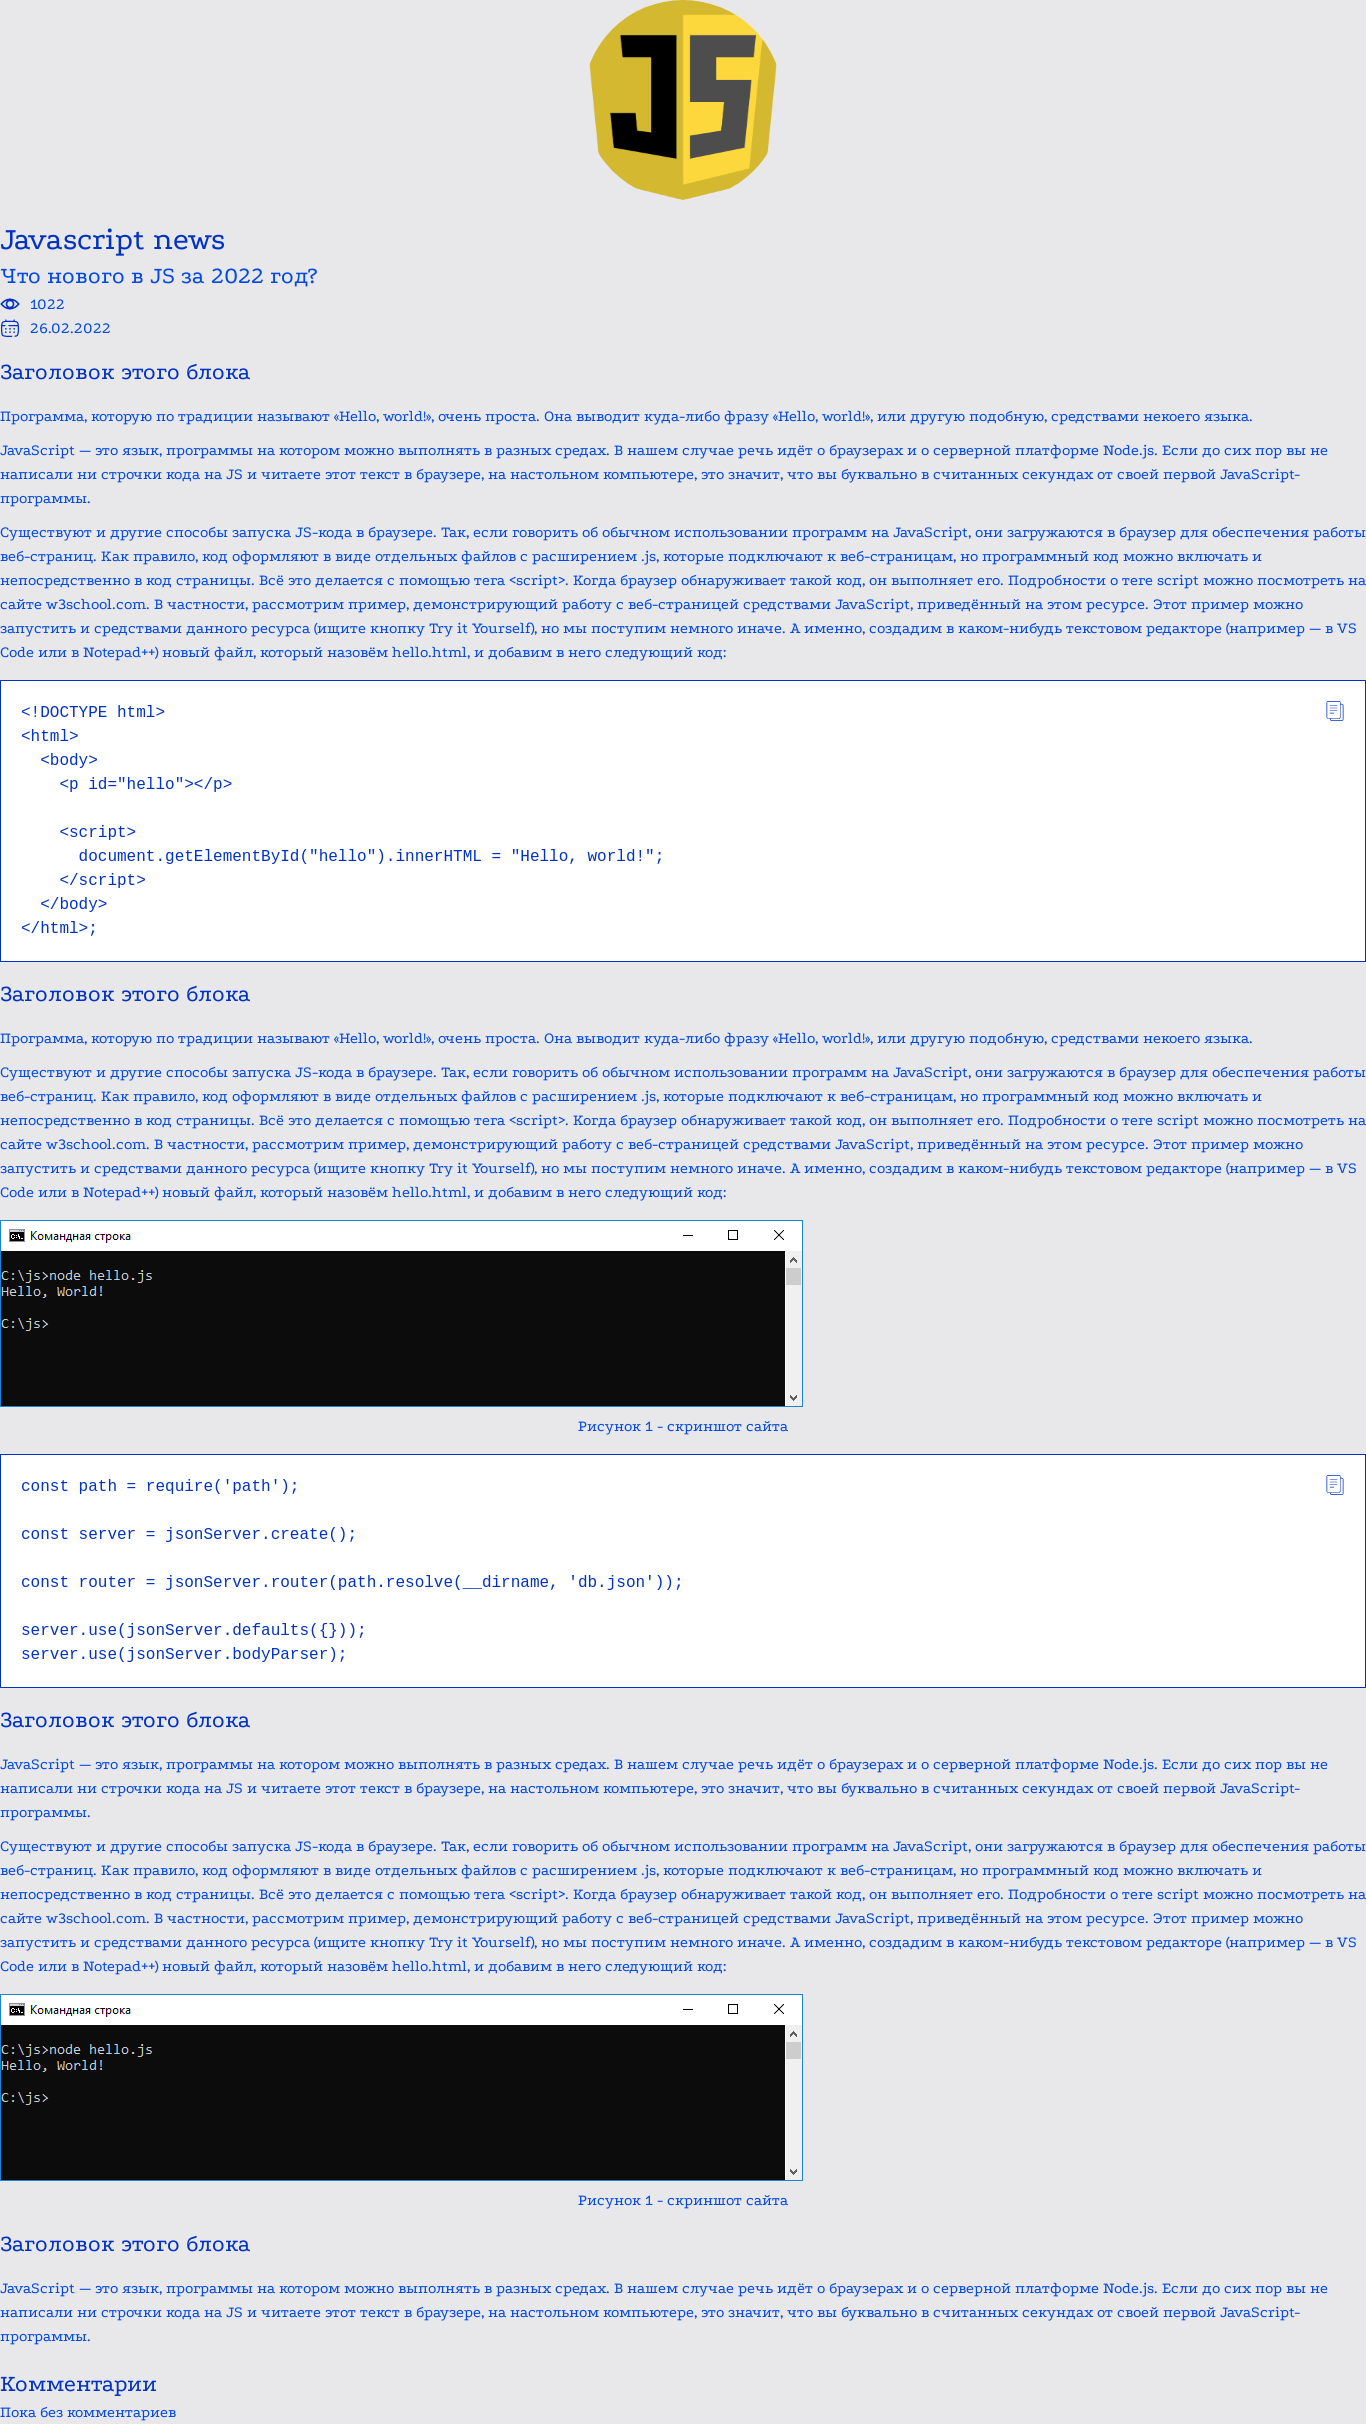 JS
Javascript news
Что нового в JS за 2022 год?
1022
26.02.2022
Заголовок этого блока
Программа, которую по традиции называют «Hello, world!», очень проста. Она выводит куда-либо фразу «Hello, world!», или другую подобную, средствами некоего языка.
JavaScript — это язык, программы на котором можно выполнять в разных средах. В нашем случае речь идёт о браузерах и о серверной платформе Node.js. Если до сих пор вы не
написали ни строчки кода на JS и читаете этот текст в браузере, на настольном компьютере, это значит, что вы буквально в считанных секундах от своей первой JavaScript-
программы.
Существуют и другие способы запуска JS-кода в браузере. Так, если говорить об обычном использовании программ на JavaScript, они загружаются в браузер для обеспечения работы
веб-страниц. Как правило, код оформляют в виде отдельных файлов с расширением .js, которые подключают к веб-страницам, но программный код можно включать и
непосредственно в код страницы. Всё это делается с помощью тега <script>. Когда браузер обнаруживает такой код, он выполняет его. Подробности о теге script можно посмотреть на
сайте w3school.com. В частности, рассмотрим пример, демонстрирующий работу с веб-страницей средствами JavaScript, приведённый на этом ресурсе. Этот пример можно
запустить и средствами данного ресурса (ищите кнопку Try it Yourself), но мы поступим немного иначе. А именно, создадим в каком-нибудь текстовом редакторе (например — в VS
Code или в Notepad++) новый файл, который назовём hello.html, и добавим в него следующий код:
<!DOCTYPE html>
<html>
  <body>
    <p id="hello"></p>
    <script>
      document.getElementById("hello").innerHTML = "Hello, world!";
    </script>
  </body>
</html>;
Заголовок этого блока
Программа, которую по традиции называют «Hello, world!», очень проста. Она выводит куда-либо фразу «Hello, world!», или другую подобную, средствами некоего языка.
Существуют и другие способы запуска JS-кода в браузере. Так, если говорить об обычном использовании программ на JavaScript, они загружаются в браузер для обеспечения работы
веб-страниц. Как правило, код оформляют в виде отдельных файлов с расширением .js, которые подключают к веб-страницам, но программный код можно включать и
непосредственно в код страницы. Всё это делается с помощью тега <script>. Когда браузер обнаруживает такой код, он выполняет его. Подробности о теге script можно посмотреть на
сайте w3school.com. В частности, рассмотрим пример, демонстрирующий работу с веб-страницей средствами JavaScript, приведённый на этом ресурсе. Этот пример можно
запустить и средствами данного ресурса (ищите кнопку Try it Yourself), но мы поступим немного иначе. А именно, создадим в каком-нибудь текстовом редакторе (например — в VS
Code или в Notepad++) новый файл, который назовём hello.html, и добавим в него следующий код:
Командная строка
C:\js>node hello.js
Hello, World!
C:\js>
Рисунок 1 - скриншот сайта
const path = require('path');
const server = jsonServer.create();
const router = jsonServer.router(path.resolve(__dirname, 'db.json'));
server.use(jsonServer.defaults({}));
server.use(jsonServer.bodyParser);
Заголовок этого блока
JavaScript — это язык, программы на котором можно выполнять в разных средах. В нашем случае речь идёт о браузерах и о серверной платформе Node.js. Если до сих пор вы не
написали ни строчки кода на JS и читаете этот текст в браузере, на настольном компьютере, это значит, что вы буквально в считанных секундах от своей первой JavaScript-
программы.
Существуют и другие способы запуска JS-кода в браузере. Так, если говорить об обычном использовании программ на JavaScript, они загружаются в браузер для обеспечения работы
веб-страниц. Как правило, код оформляют в виде отдельных файлов с расширением .js, которые подключают к веб-страницам, но программный код можно включать и
непосредственно в код страницы. Всё это делается с помощью тега <script>. Когда браузер обнаруживает такой код, он выполняет его. Подробности о теге script можно посмотреть на
сайте w3school.com. В частности, рассмотрим пример, демонстрирующий работу с веб-страницей средствами JavaScript, приведённый на этом ресурсе. Этот пример можно
запустить и средствами данного ресурса (ищите кнопку Try it Yourself), но мы поступим немного иначе. А именно, создадим в каком-нибудь текстовом редакторе (например — в VS
Code или в Notepad++) новый файл, который назовём hello.html, и добавим в него следующий код:
Командная строка
C:\js>node hello.js
Hello, World!
C:\js>
Рисунок 1 - скриншот сайта
Заголовок этого блока
JavaScript — это язык, программы на котором можно выполнять в разных средах. В нашем случае речь идёт о браузерах и о серверной платформе Node.js. Если до сих пор вы не
написали ни строчки кода на JS и читаете этот текст в браузере, на настольном компьютере, это значит, что вы буквально в считанных секундах от своей первой JavaScript-
программы.
Комментарии
Пока без комментариев